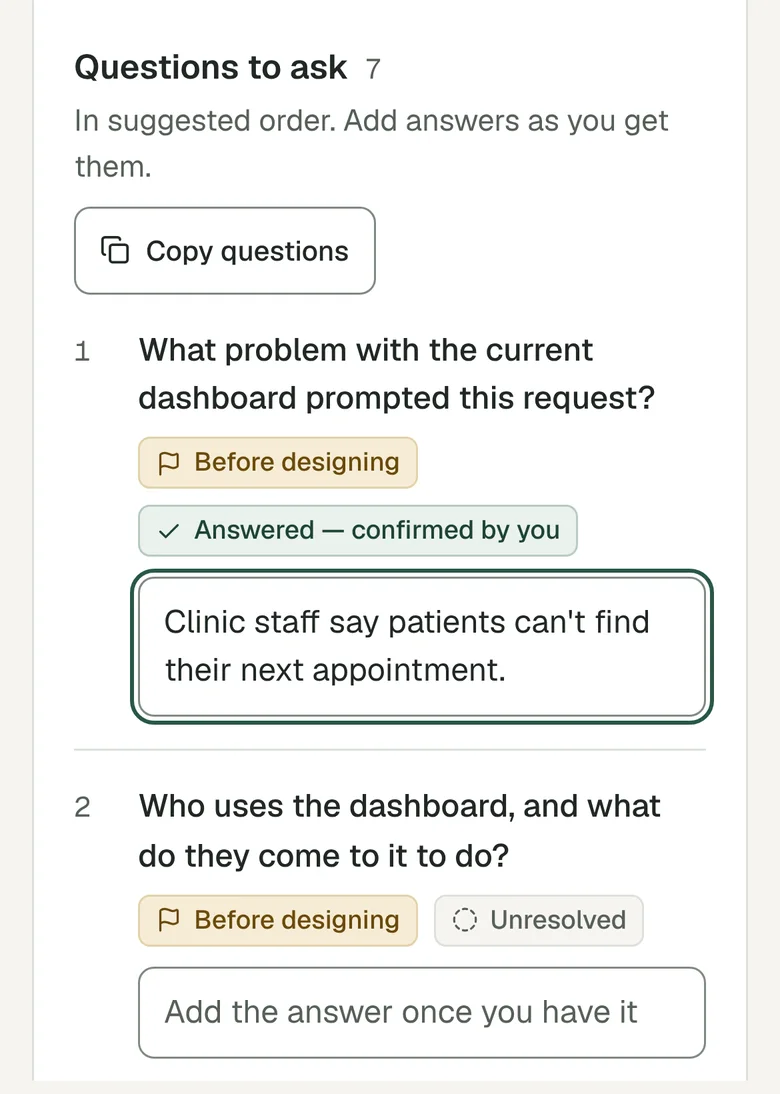 Questions to ask 7
In suggested order. Add answers as you get
them.
Copy questions
1 What problem with the current
dashboard prompted this request?
Before designing
Answered — confirmed by you
Clinic staff say patients can't find
their next appointment.
2 Who uses the dashboard, and what
do they come to it to do?
Before designing Unresolved
Add the answer once you have it